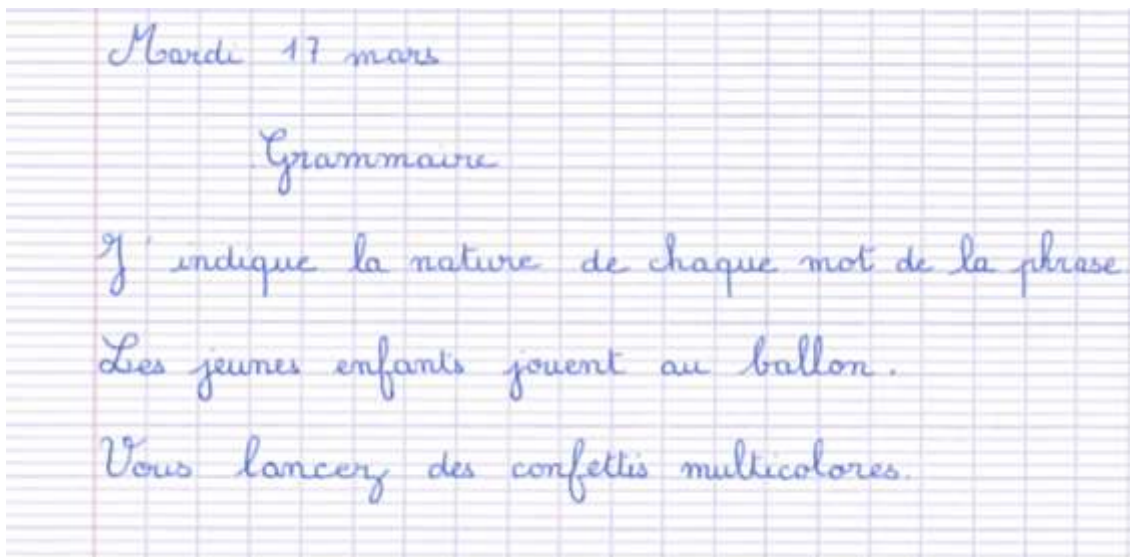 Mardi 17 mars
Grammaire
J'indique la nature de chaque mot de la phrase
Les jeunes enfants jouent au ballon.
Vous lancez des confettis multicolores.